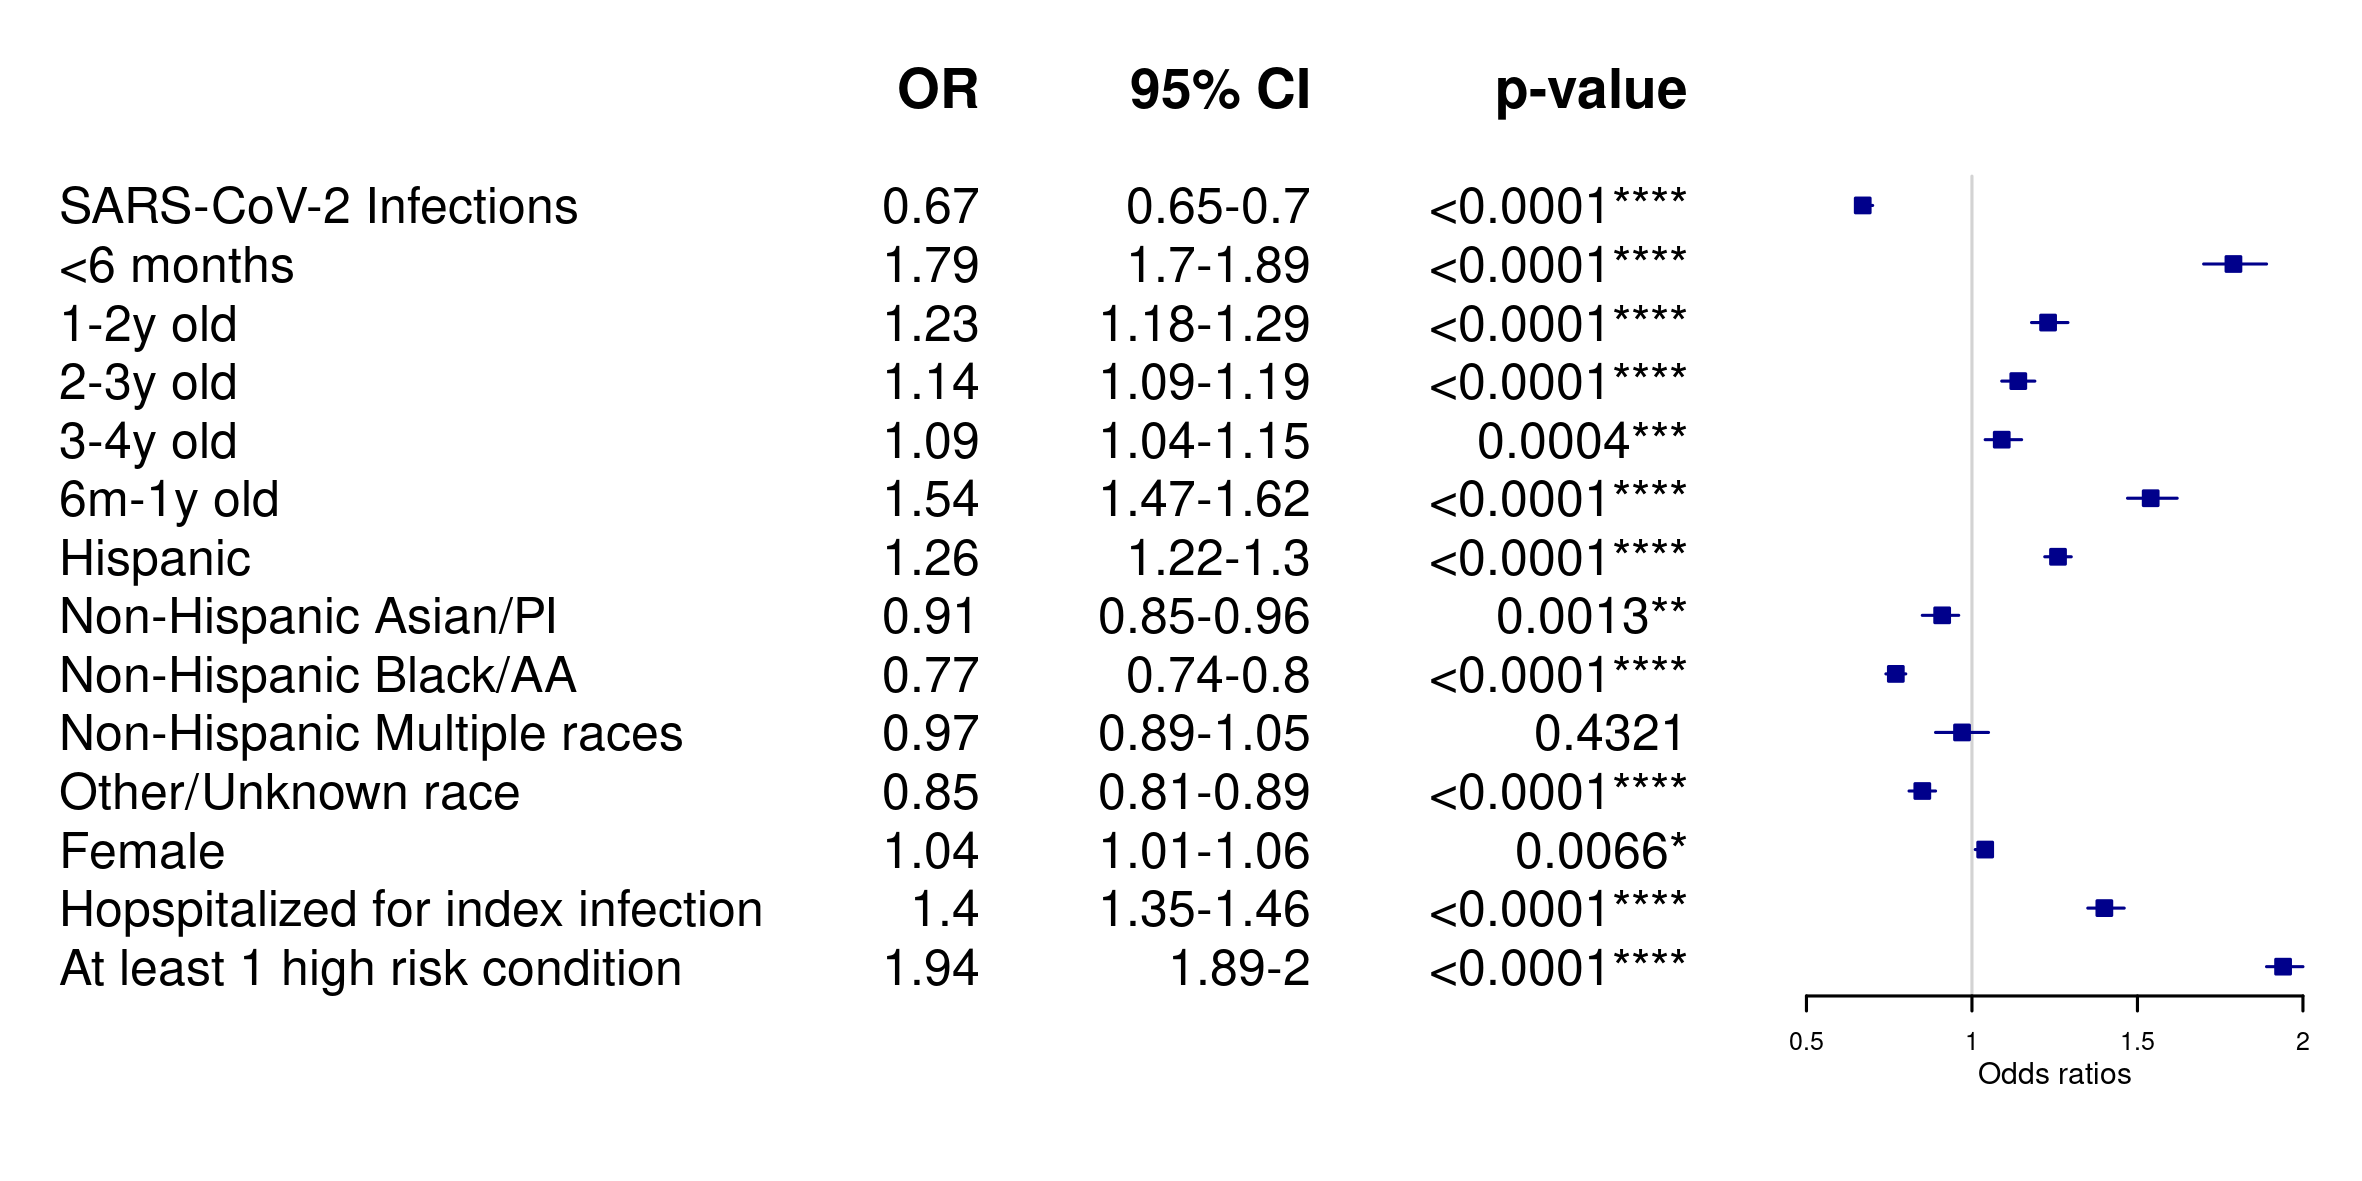 OR 95% CI p-value
SARS-CoV-2 Infections 0.67 0.65-0.7 <0.0001****
<6 months 1.79 1.7-1.89 <0.0001****
1-2y old 1.23 1.18-1.29 <0.0001****
2-3y old 1.14 1.09-1.19 <0.0001****
3-4y old 1.09 1.04-1.15 0.0004***
6m-1y old 1.54 1.47-1.62 <0.0001****
Hispanic 1.26 1.22-1.3 <0.0001****
Non-Hispanic Asian/PI 0.91 0.85-0.96 0.0013**
Non-Hispanic Black/AA 0.77 0.74-0.8 <0.0001****
Non-Hispanic Multiple races 0.97 0.89-1.05 0.4321
Other/Unknown race 0.85 0.81-0.89 <0.0001****
Female 1.04 1.01-1.06 0.0066*
Hopspitalized for index infection 1.4 1.35-1.46 <0.0001****
At least 1 high risk condition 1.94 1.89-2 <0.0001****
0.5 1 1.5 2
Odds ratios